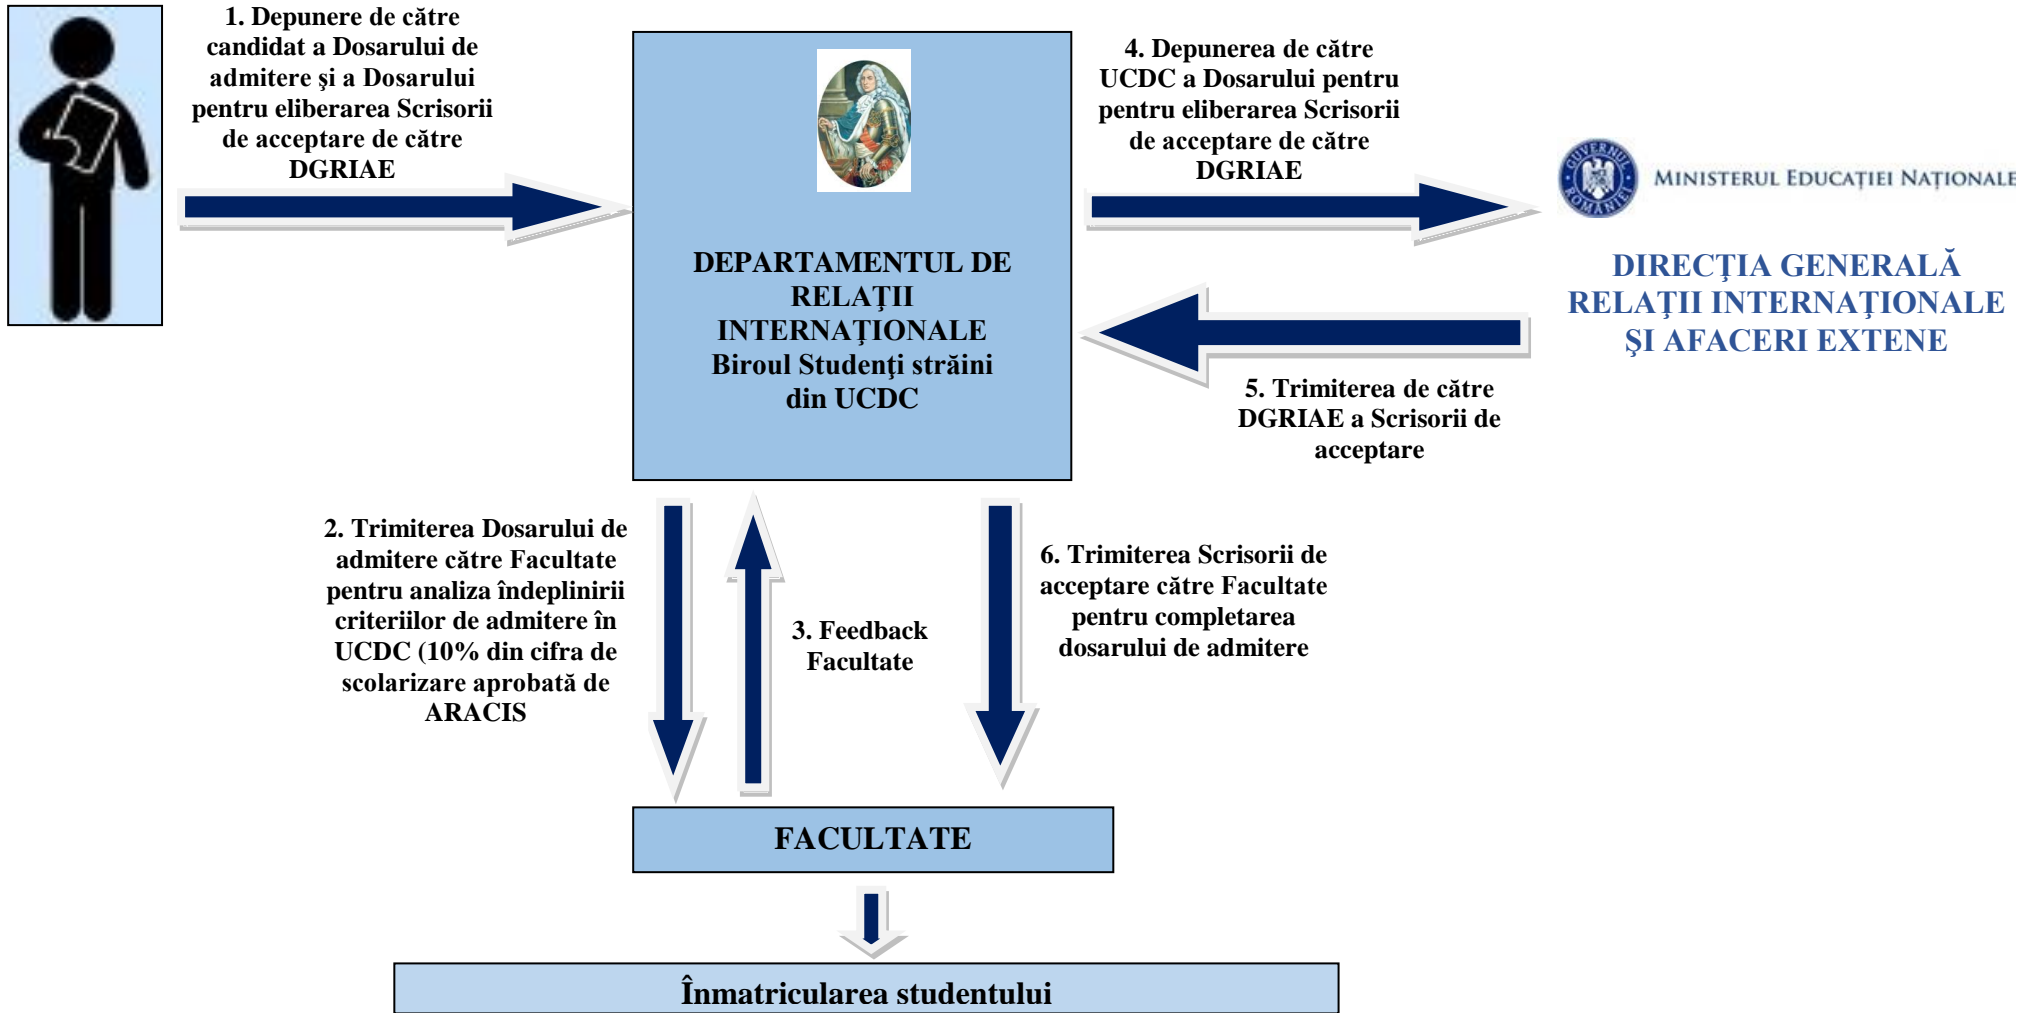 1. Depunere de către
candidat a Dosarului de
admitere şi a Dosarului
pentru eliberarea Scrisorii
de acceptare de către
DGRIAE
DEPARTAMENTUL DE
RELAŢII
INTERNAŢIONALE
Biroul Studenţi străini
din UCDC
4. Depunerea de către
UCDC a Dosarului pentru
pentru eliberarea Scrisorii
de acceptare de către
DGRIAE
GUVERNUL ROMÂNIEI
MINISTERUL EDUCAȚIEI NAȚIONALE
DIRECŢIA GENERALĂ
RELAŢII INTERNAŢIONALE
ŞI AFACERI EXTENE
5. Trimiterea de către
DGRIAE a Scrisorii de
acceptare
2. Trimiterea Dosarului de
admitere către Facultate
pentru analiza îndeplinirii
criteriilor de admitere în
UCDC (10% din cifra de
scolarizare aprobată de
ARACIS
3. Feedback
Facultate
6. Trimiterea Scrisorii de
acceptare către Facultate
pentru completarea
dosarului de admitere
FACULTATE
Înmatricularea studentului